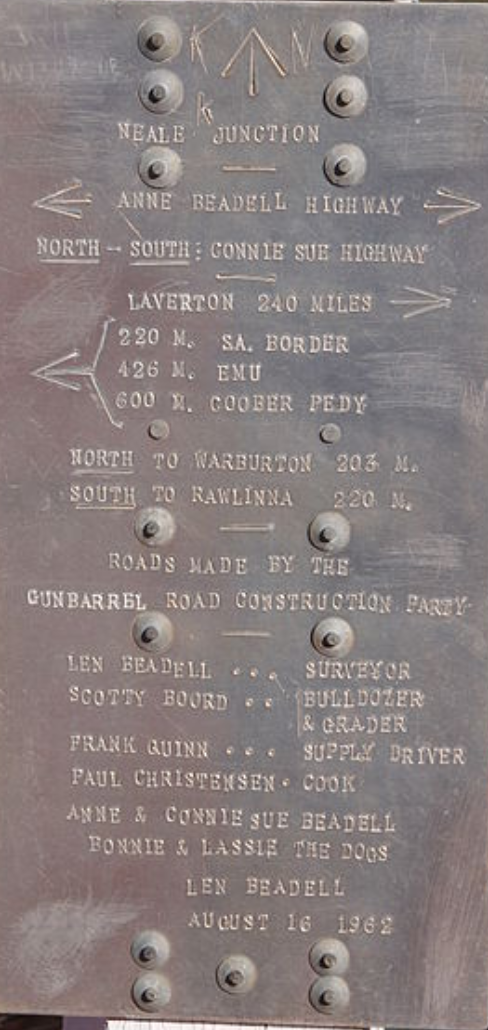 NEALE JUNCTION
ANNE BEADELL HIGHWAY
NORTH - SOUTH: CONNIE SUE HIGHWAY
LAVERTON 240 MILES
220 M. SA. BORDER
426 M. EMU
600 M. COOBER PEDY
NORTH TO WARBURTON 203 M.
SOUTH TO RAWLINNA 220 M.
ROADS MADE BY THE
GUNBARREL ROAD CONSTRUCTION PARTY
LEN BEADELL ... SURVEYOR
SCOTTY BOORD .. BULLDOZER
& GRADER
FRANK QUINN ... SUPPLY DRIVER
PAUL CHRISTENSEN. COOK
ANNE & CONNIE SUE BEADELL
BONNIE & LASSIE THE DOGS
LEN BEADELL
AUGUST 16 1962